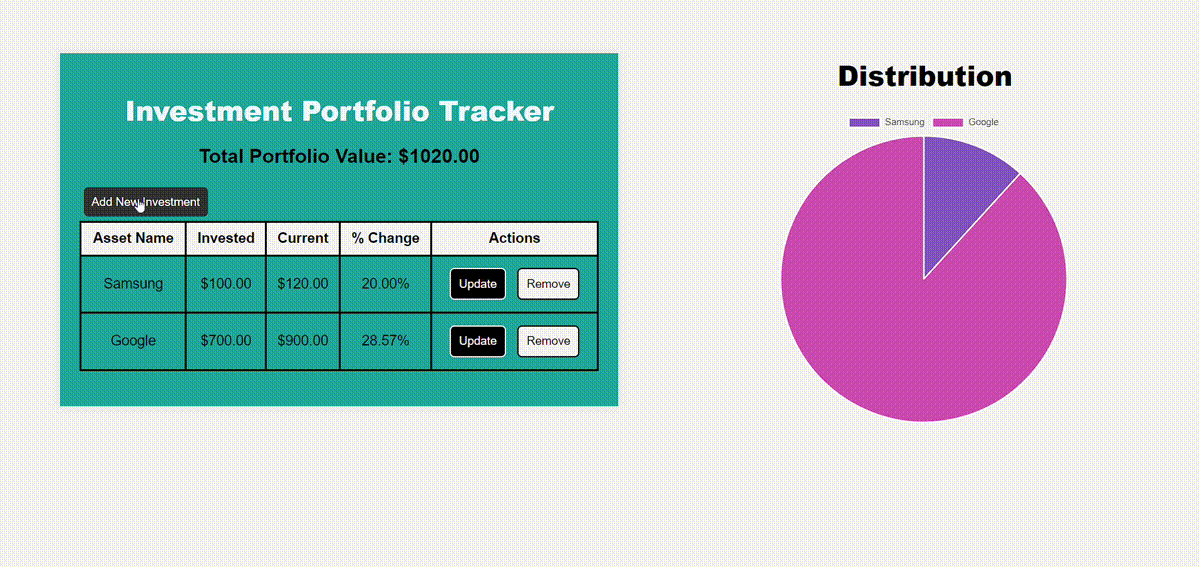 Investment Portfolio Tracker
Total Portfolio Value: $1020.00
Add New Investment
Asset Name Invested Current % Change Actions
Samsung $100.00 $120.00 20.00% Update Remove
Google $700.00 $900.00 28.57% Update Remove
Distribution
Samsung Google